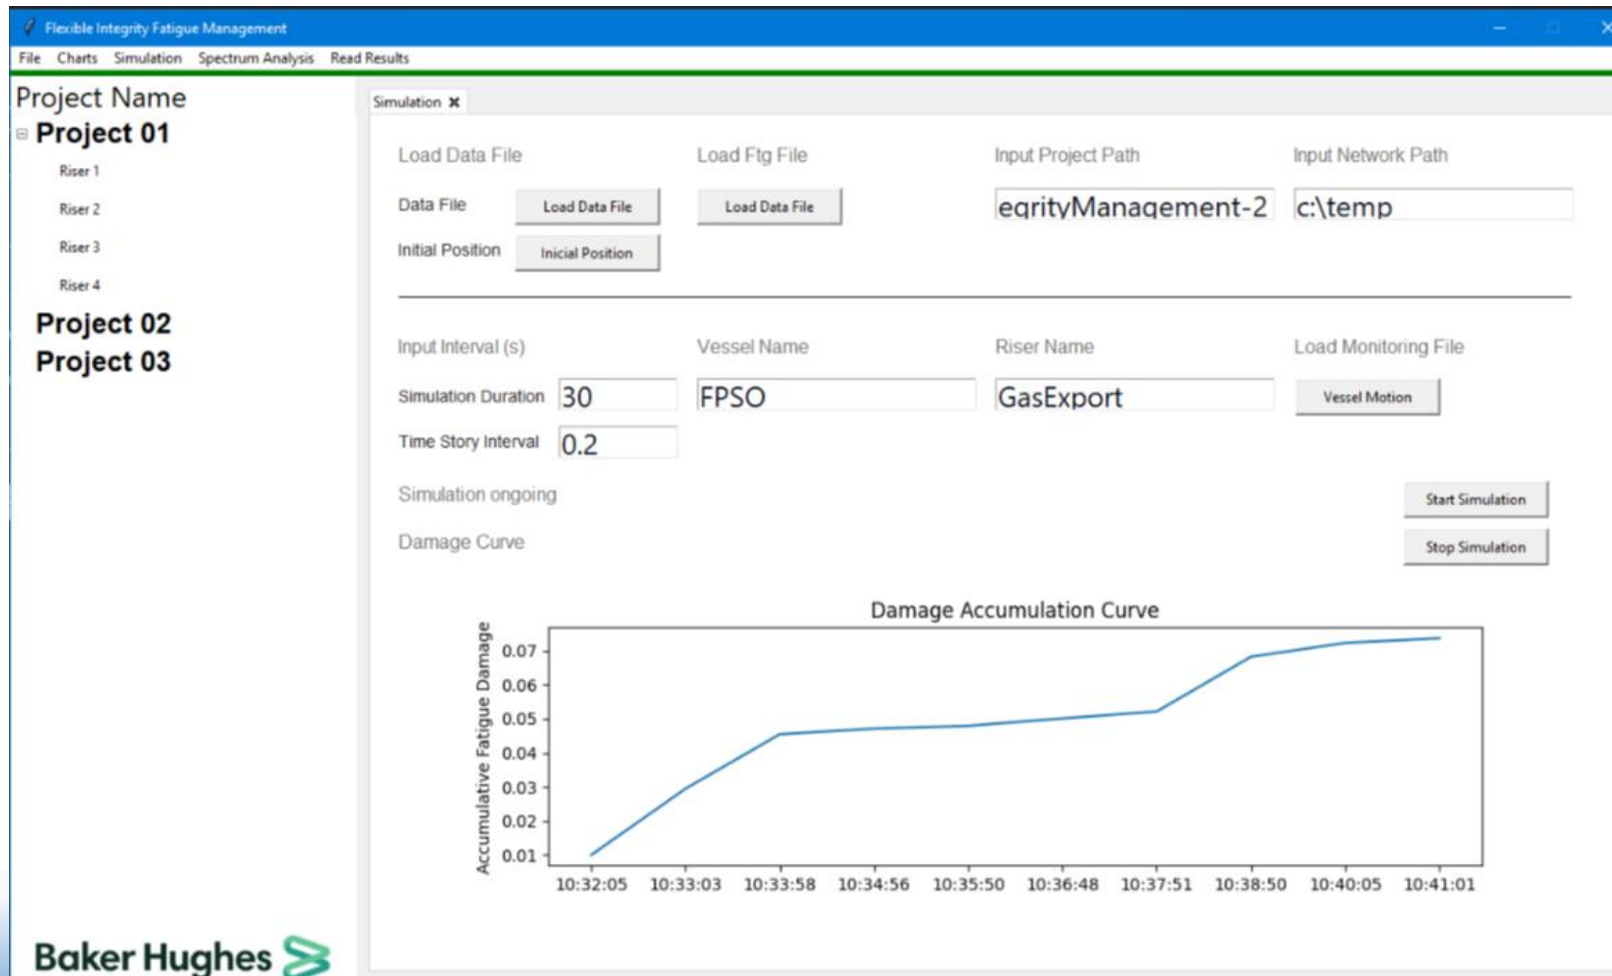 Flexible Integrity Fatigue Management
File Charts Simulation Spectrum Analysis Read Results
Project Name
Project 01
Riser 1
Riser 2
Riser 3
Riser 4
Project 02
Project 03
Baker Hughes
Simulation
Load Data File Load Ftg File Input Project Path Input Network Path
Data File Load Data File Load Data File egrityManagement-2 c:\temp
Initial Position Inicial Position
Input Interval (s) Vessel Name Riser Name Load Monitoring File
Simulation Duration 30 FPSO GasExport Vessel Motion
Time Story Interval 0.2
Simulation ongoing Start Simulation
Damage Curve Stop Simulation
Damage Accumulation Curve
Accumulative Fatigue Damage
0.07
0.06
0.05
0.04
0.03
0.02
0.01
10:32:05 10:33:03 10:33:58 10:34:56 10:35:50 10:36:48 10:37:51 10:38:50 10:40:05 10:41:01